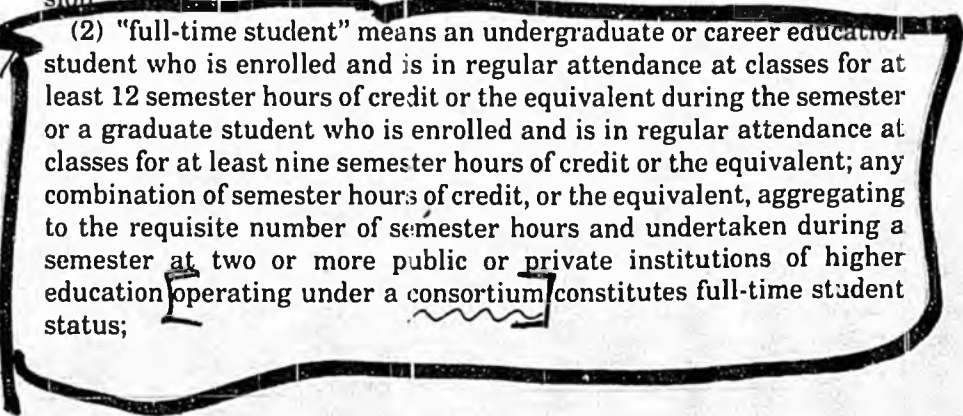 (2) "full-time student" means an undergraduate or career education
student who is enrolled and is in regular attendance at classes for at
least 12 semester hours of credit or the equivalent during the semester
or a graduate student who is enrolled and is in regular attendance at
classes for at least nine semester hours of credit or the equivalent; any
combination of semester hours of credit, or the equivalent, aggregating
to the requisite number of semester hours and undertaken during a
semester at two or more public or private institutions of higher
education [operating under a consortium] constitutes full-time student
status;